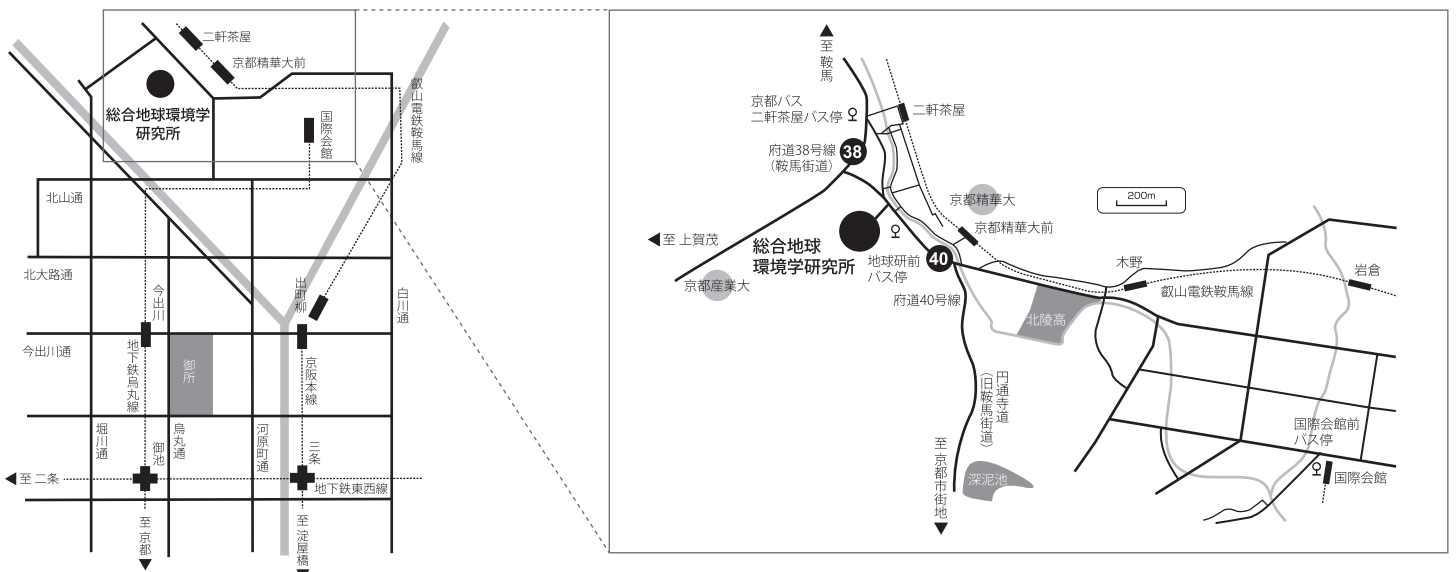 二軒茶屋
京都精華大前
総合地球環境学
研究所
国際会館
叡山電鉄鞍馬線
北山通
北大路通
今出川
出町柳
白川通
今出川通
地下鉄烏丸線
御所
京阪本線
堀川通
御池
烏丸通
河原町通
三条
至 二条
地下鉄東西線
至 京都
至 淀屋橋
至 鞍馬
京都バス
二軒茶屋バス停
二軒茶屋
府道38号線
(鞍馬街道)
38
京都精華大
200m
京都精華大前
至 上賀茂
総合地球
環境学研究所
地球研前
バス停
40
木野
岩倉
京都産業大
府道40号線
叡山電鉄鞍馬線
北陵高
円通寺道
(旧鞍馬街道)
国際会館前
バス停
至 京都市街地
深泥池
国際会館